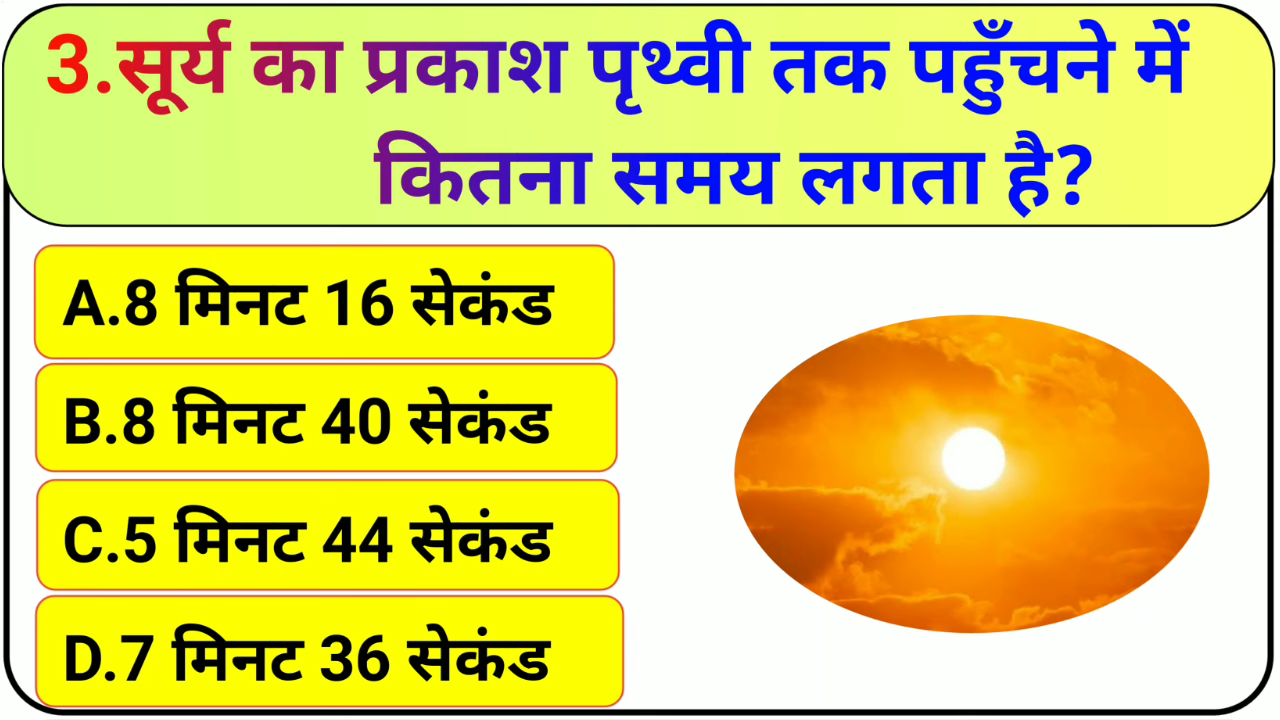 3.सूर्य का प्रकाश पृथ्वी तक पहुँचने में
कितना समय लगता है?
A.8 मिनट 16 सेकंड
B.8 मिनट 40 सेकंड
C.5 मिनट 44 सेकंड
D.7 मिनट 36 सेकंड